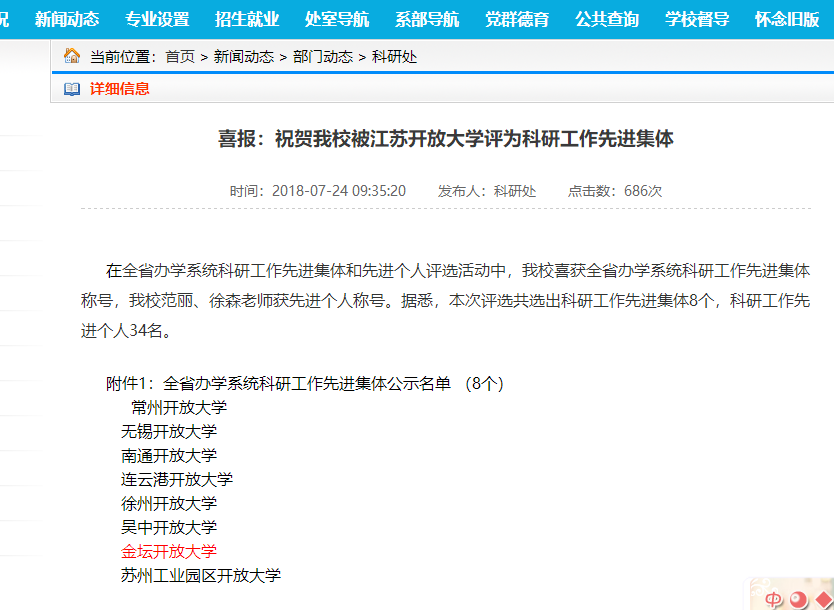 况 新闻动态 专业设置 招生就业 处室导航 系部导航 党群德育 公共查询 学校督导 怀念旧版
当前位置：首页 > 新闻动态 > 部门动态 > 科研处
详细信息
喜报：祝贺我校被江苏开放大学评为科研工作先进集体
时间：2018-07-24 09:35:20 发布人：科研处 点击数：686次
在全省办学系统科研工作先进集体和先进个人评选活动中，我校喜获全省办学系统科研工作先进集体
称号，我校范丽、徐森老师获先进个人称号。据悉，本次评选共选出科研工作先进集体8个，科研工作先
进个人34名。
附件1：全省办学系统科研工作先进集体公示名单 （8个）
常州开放大学
无锡开放大学
南通开放大学
连云港开放大学
徐州开放大学
吴中开放大学
金坛开放大学
苏州工业园区开放大学
中